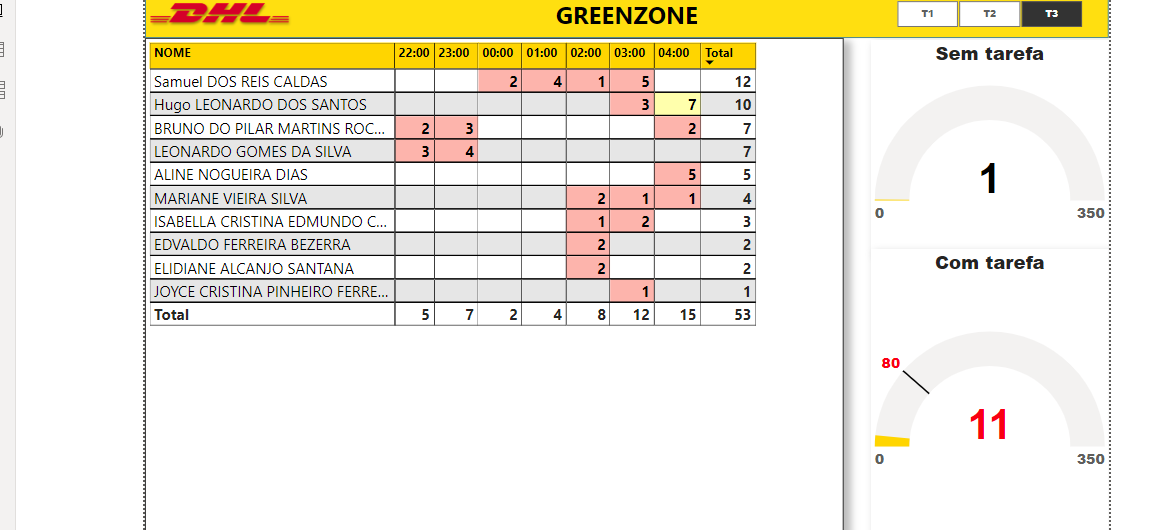 DHL GREENZONE T1 T2 T3
NOME 22:00 23:00 00:00 01:00 02:00 03:00 04:00 Total
Samuel DOS REIS CALDAS 2 4 1 5 12
Hugo LEONARDO DOS SANTOS 3 7 10
BRUNO DO PILAR MARTINS ROC... 2 3 2 7
LEONARDO GOMES DA SILVA 3 4 7
ALINE NOGUEIRA DIAS 5 5
MARIANE VIEIRA SILVA 2 1 1 4
ISABELLA CRISTINA EDMUNDO C... 1 2 3
EDVALDO FERREIRA BEZERRA 2 2
ELIDIANE ALCANJO SANTANA 2 2
JOYCE CRISTINA PINHEIRO FERRE... 1 1
Total 5 7 2 4 8 12 15 53
Sem tarefa
1
0 350
Com tarefa
80
11
0 350